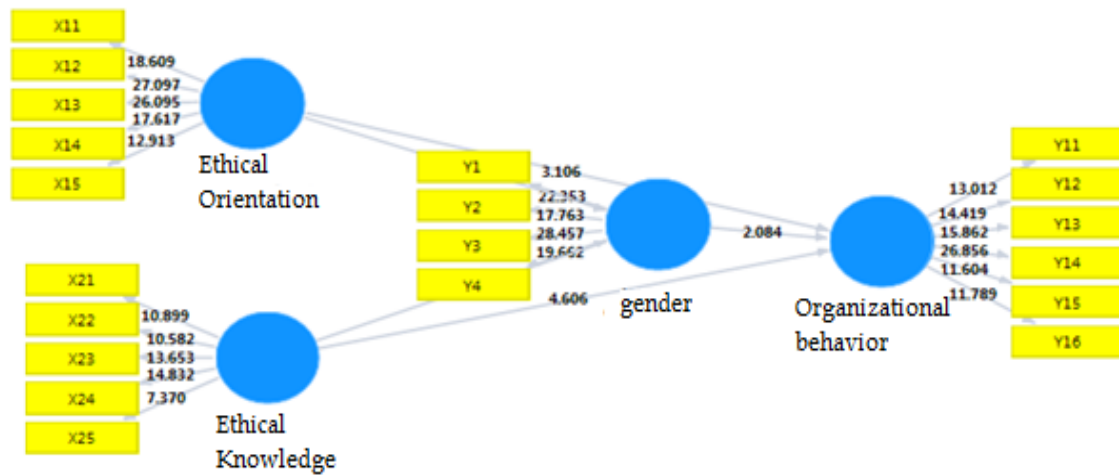 X11
X12
X13
X14
X15
18.609
27.097
26.095
17.617
12.913
Ethical
Orientation
X21
X22
X23
X24
X25
10.899
10.582
13.653
14.832
7.370
Ethical
Knowledge
Y1
Y2
Y3
Y4
22.353
17.763
28.457
19.662
3.106
2.084
4.606
gender
Organizational
behavior
Y11
Y12
Y13
Y14
Y15
Y16
13.012
14.419
15.862
26.856
11.604
11.789